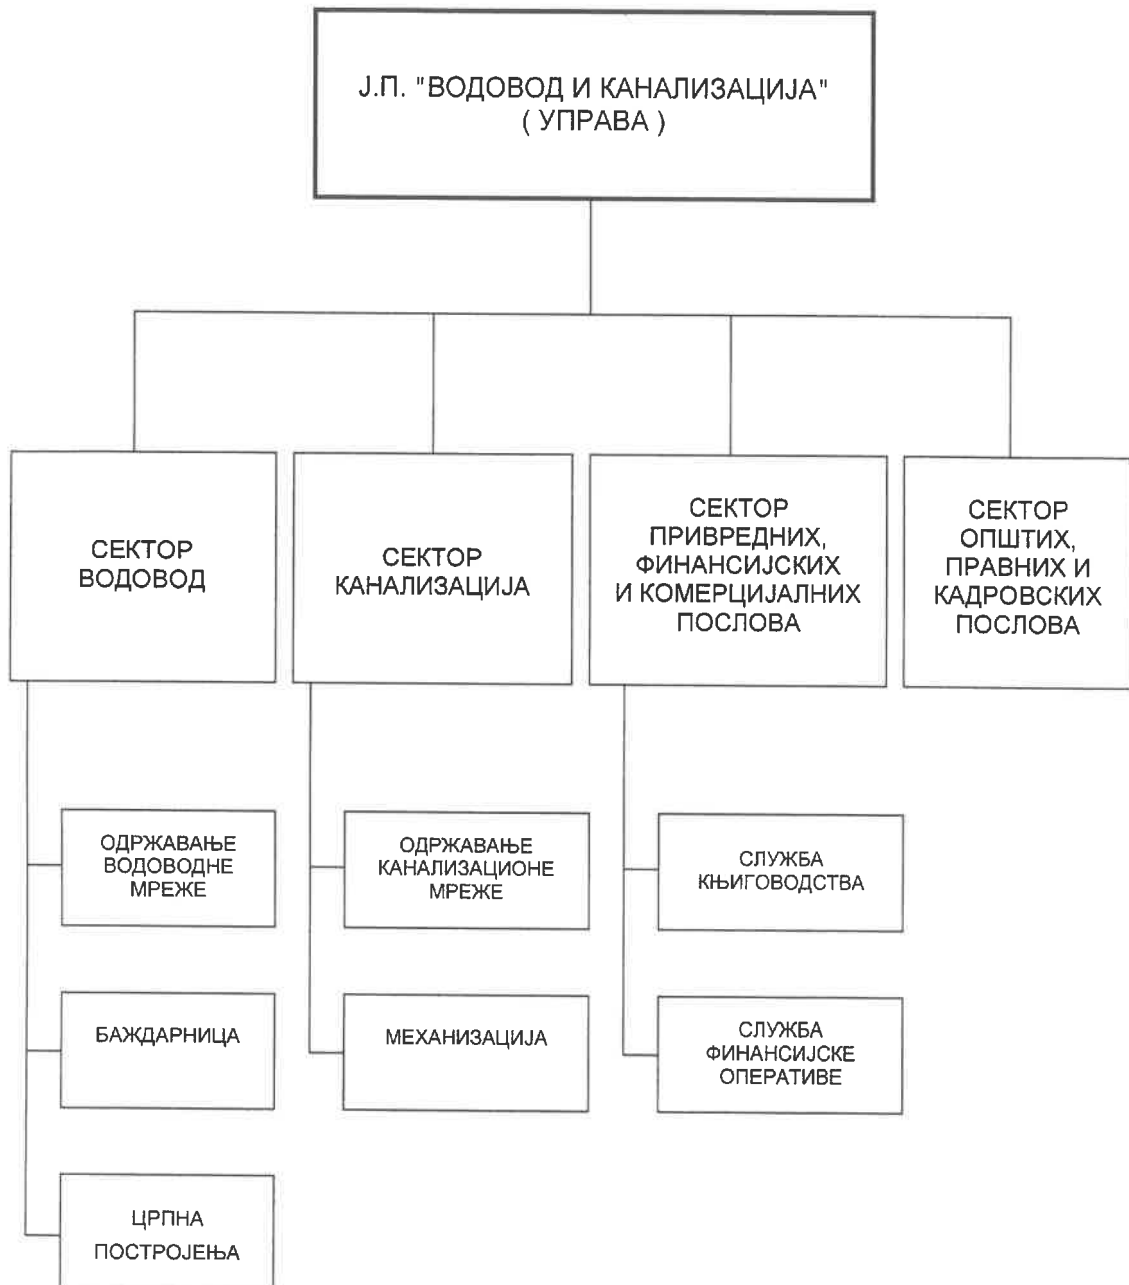 Ј.П. "ВОДОВОД И КАНАЛИЗАЦИЈА"
( УПРАВА )
СЕКТОР
ВОДОВОД
СЕКТОР
КАНАЛИЗАЦИЈА
СЕКТОР
ПРИВРЕДНИХ,
ФИНАНСИЈСКИХ
И КОМЕРЦИЈАЛНИХ
ПОСЛОВА
СЕКТОР
ОПШТИХ,
ПРАВНИХ И
КАДРОВСКИХ
ПОСЛОВА
ОДРЖАВАЊЕ
ВОДОВОДНЕ
МРЕЖЕ
ОДРЖАВАЊЕ
КАНАЛИЗАЦИОНЕ
МРЕЖЕ
СЛУЖБА
КЊИГОВОДСТВА
БАЖДАРНИЦА
МЕХАНИЗАЦИЈА
СЛУЖБА
ФИНАНСИЈСКЕ
ОПЕРАТИВЕ
ЦРПНА
ПОСТРОЈЕЊА